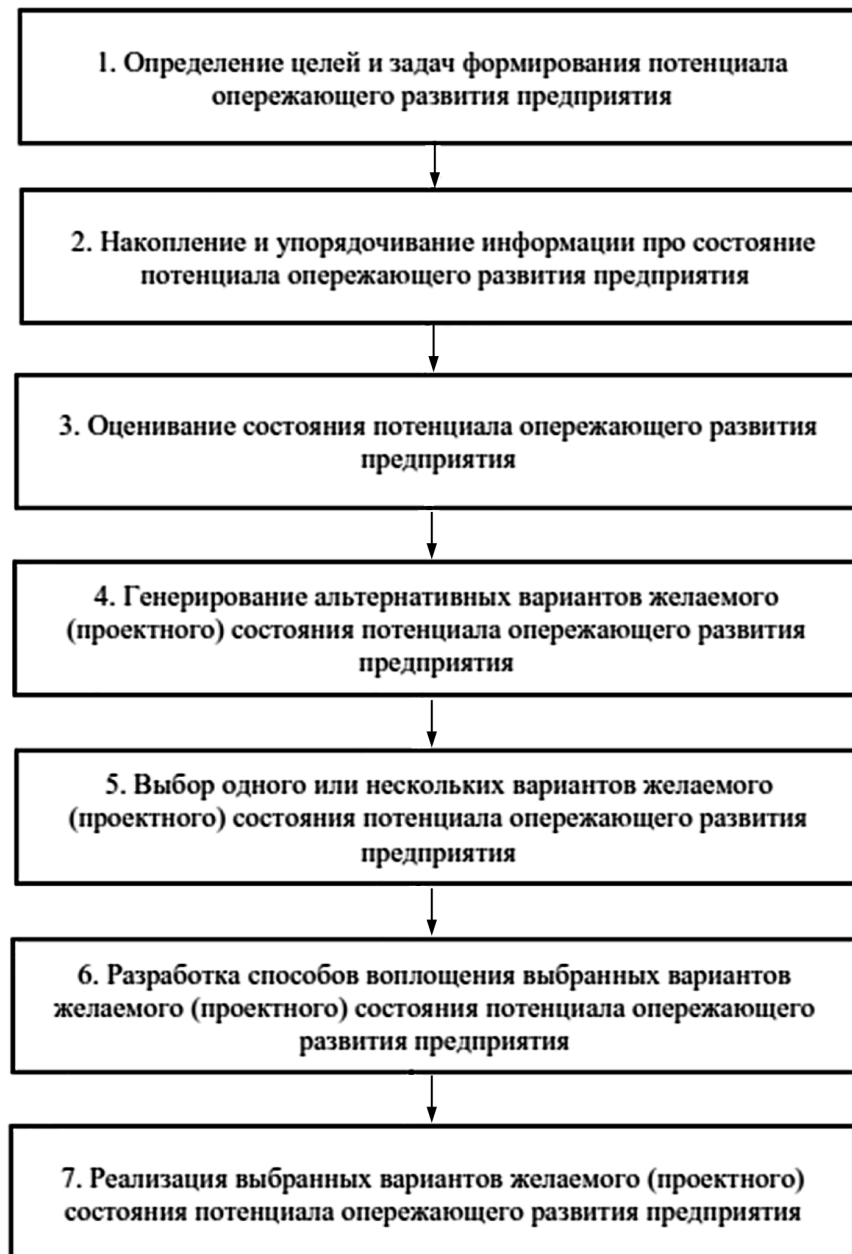 1. Определение целей и задач формирования потенциала
опережающего развития предприятия
2. Накопление и упорядочивание информации про состояние
потенциала опережающего развития предприятия
3. Оценивание состояния потенциала опережающего развития
предприятия
4. Генерирование альтернативных вариантов желаемого
(проектного) состояния потенциала опережающего развития
предприятия
5. Выбор одного или нескольких вариантов желаемого
(проектного) состояния потенциала опережающего развития
предприятия
6. Разработка способов воплощения выбранных вариантов
желаемого (проектного) состояния потенциала опережающего
развития предприятия
7. Реализация выбранных вариантов желаемого (проектного)
состояния потенциала опережающего развития предприятия